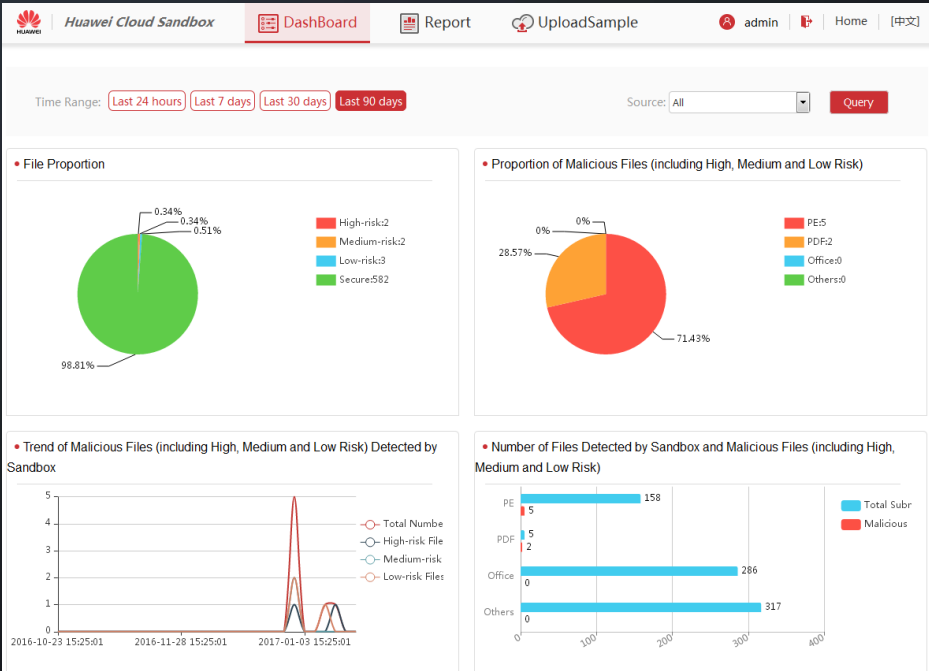 HUAWEI
Huawei Cloud Sandbox
DashBoard
Report
UploadSample
admin
Home
[中文]
Time Range:
Last 24 hours
Last 7 days
Last 30 days
Last 90 days
Source:
All
Query
File Proportion
0.34%
0.34%
0.51%
98.81%
High-risk:2
Medium-risk:2
Low-risk:3
Secure:582
Proportion of Malicious Files (including High, Medium and Low Risk)
0%
0%
28.57%
71.43%
PE:5
PDF:2
Office:0
Others:0
Trend of Malicious Files (including High, Medium and Low Risk) Detected by
Sandbox
5
4
3
2
1
0
2016-10-23 15:25:01
2016-11-28 15:25:01
2017-01-03 15:25:01
Total Numbe
High-risk File
Medium-risk
Low-risk Files
Number of Files Detected by Sandbox and Malicious Files (including High,
Medium and Low Risk)
PE
158
5
PDF
5
2
Office
286
0
Others
317
0
0
100
200
300
400
Total Subr
Malicious